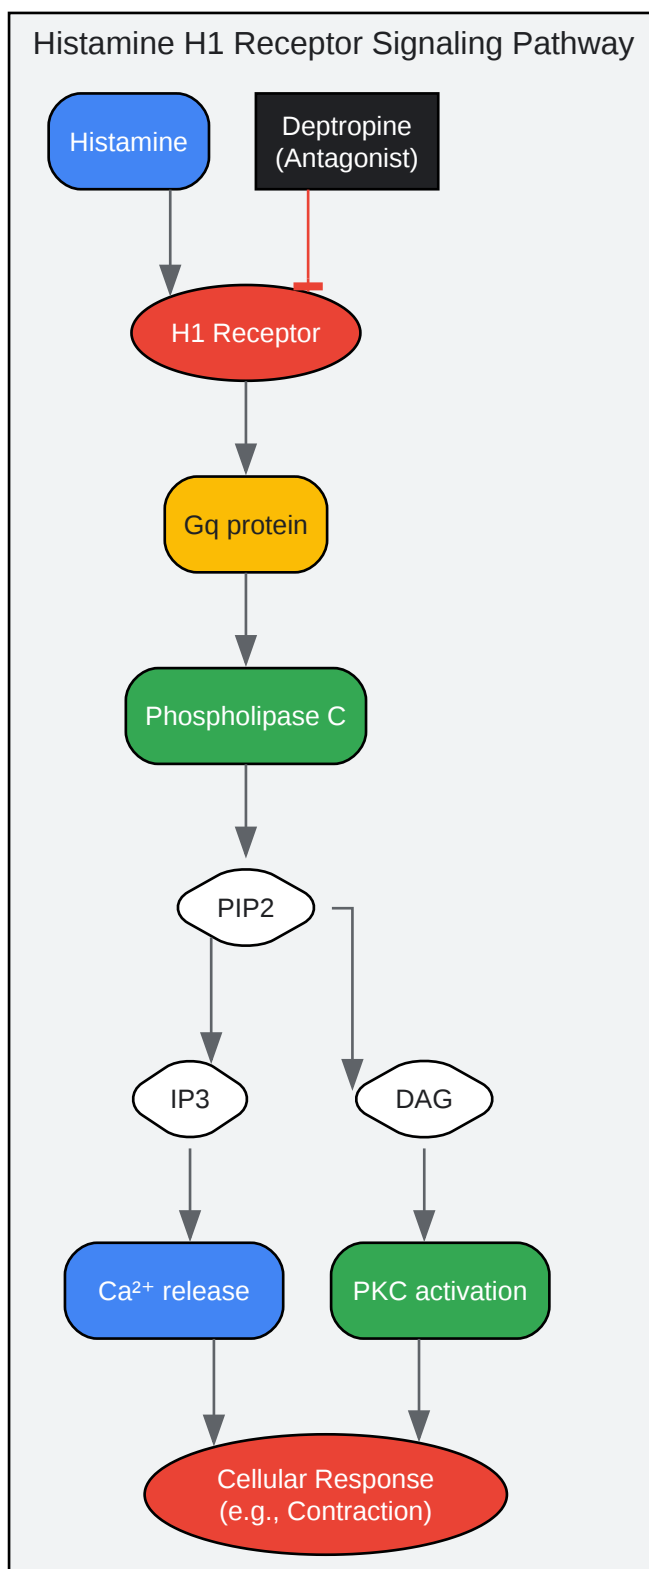 Histamine H1 Receptor Signaling Pathway
Histamine
Deptropine
(Antagonist)
H1 Receptor
Gq protein
Phospholipase C
PIP2
IP3
DAG
Ca²⁺ release
PKC activation
Cellular Response
(e.g., Contraction)